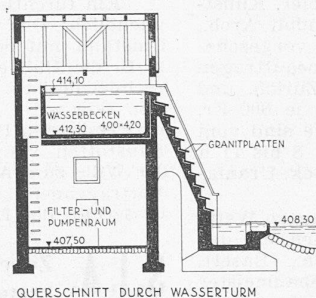 414,10
WASSERBECKEN
412,30
4,00×4,20
GRANITPLATTEN
FILTER - UND
PUMPENRAUM
408,30
407,50
QUERSCHNITT DURCH WASSERTURM